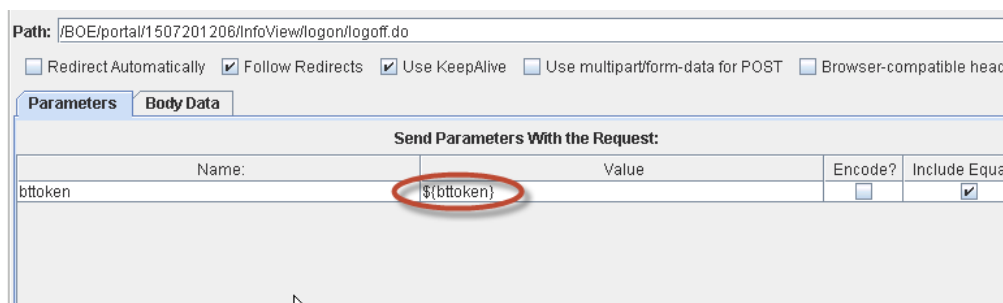 Path: /BOE/portal/1507201206/InfoView/logon/logoff.do
Redirect Automatically Follow Redirects Use KeepAlive Use multipart/form-data for POST Browser-compatible head
Parameters Body Data
Send Parameters With the Request:
Name: Value Encode? Include Equa
bttoken ${bttoken}